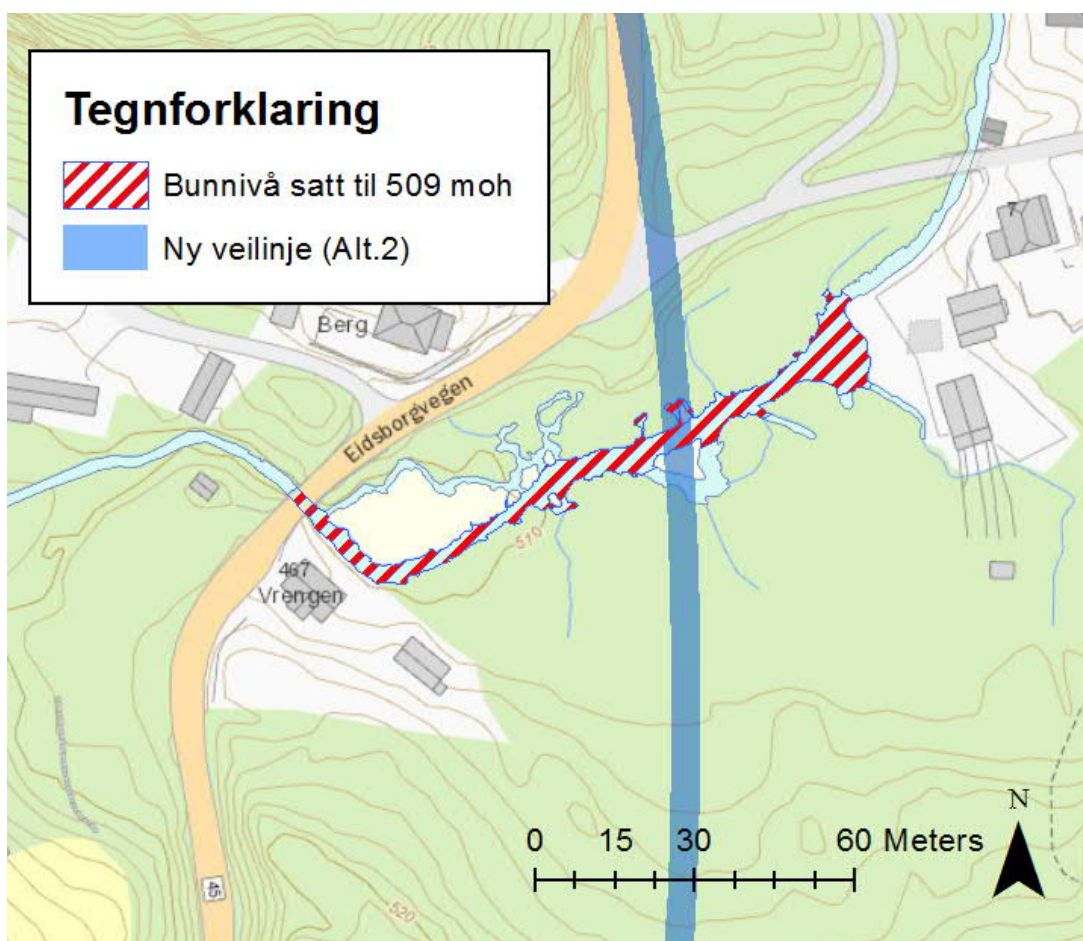 Tegnforklaring
Bunnivå satt til 509 moh
Ny veilinje (Alt.2)
Berg
Eidsborgvegen
7
510
467
Vrengen
45
520
N
0 15 30 60 Meters